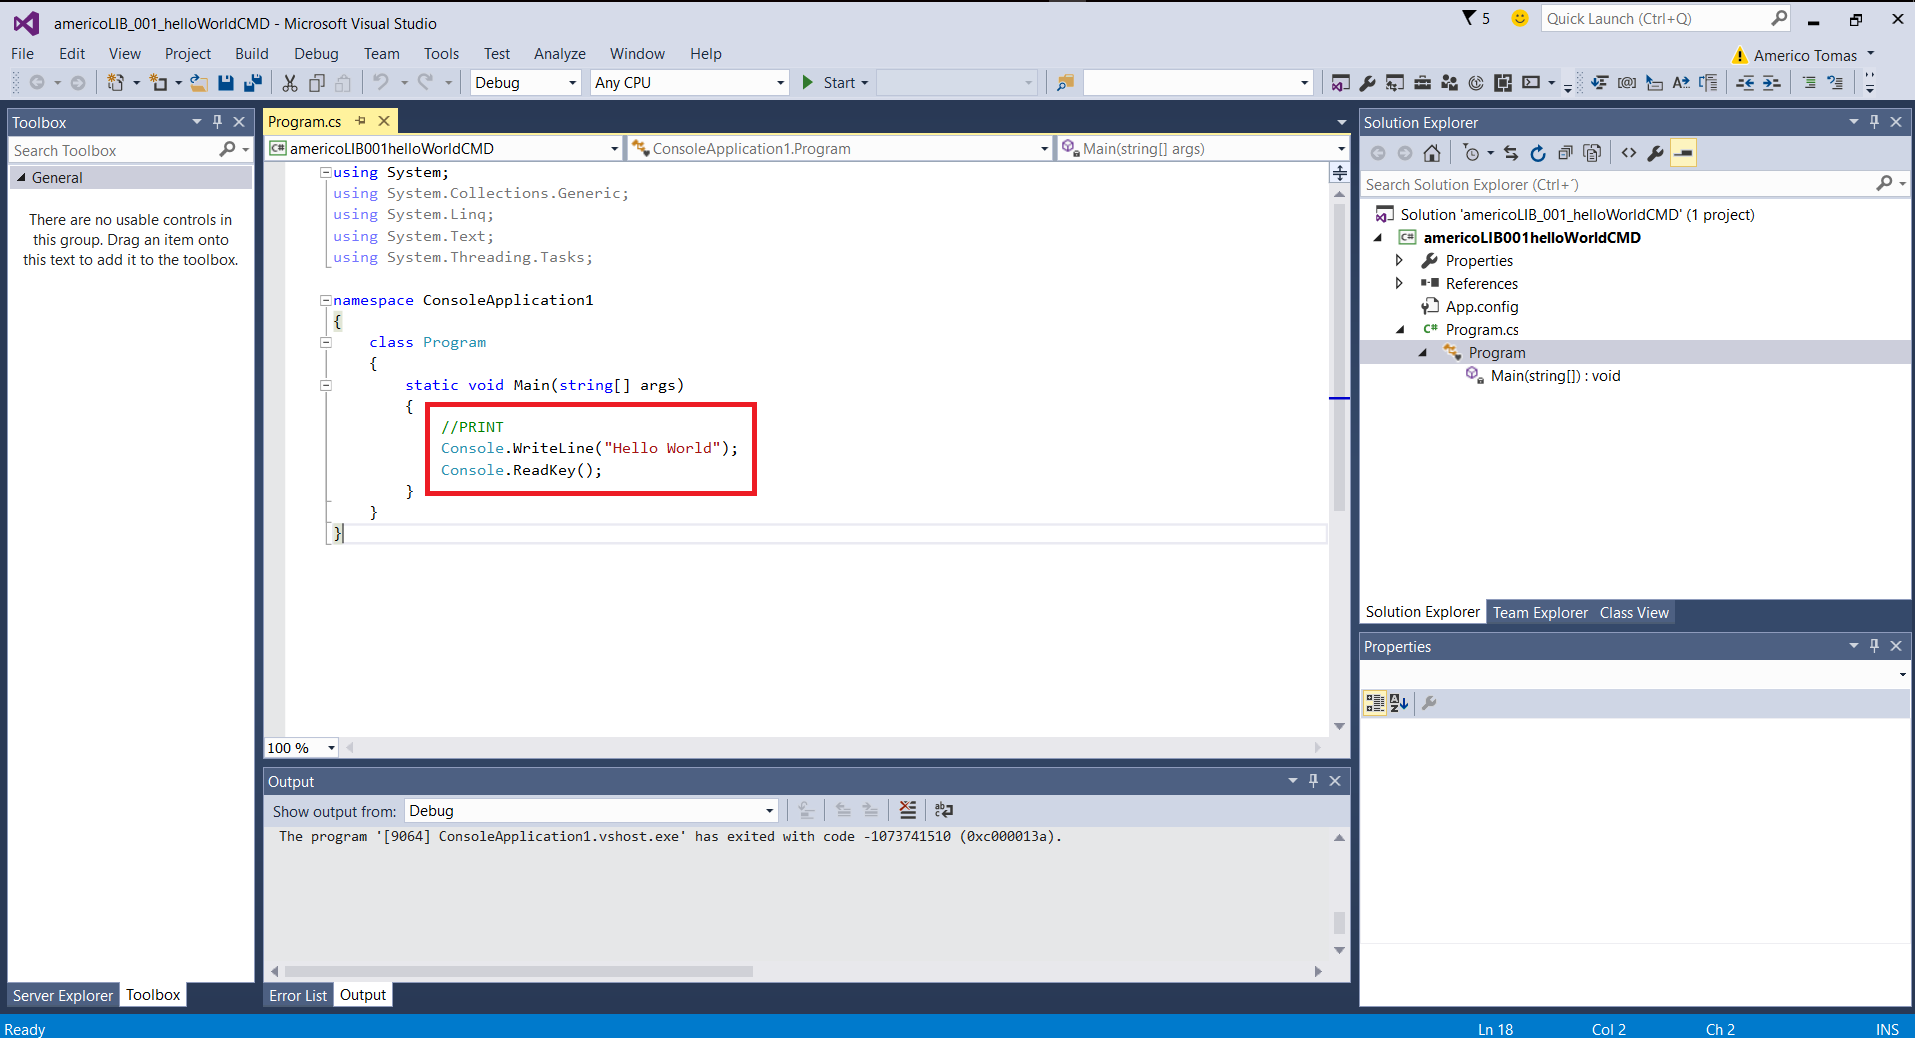 americoLIB_001_helloWorldCMD - Microsoft Visual Studio
5
Quick Launch (Ctrl+Q)
File Edit View Project Build Debug Team Tools Test Analyze Window Help
Americo Tomas
Debug Any CPU Start
Toolbox
Search Toolbox
General
There are no usable controls in
this group. Drag an item onto
this text to add it to the toolbox.
Server Explorer Toolbox
Program.cs
americoLIB001helloWorldCMD ConsoleApplication1.Program Main(string[] args)
using System;
using System.Collections.Generic;
using System.Linq;
using System.Text;
using System.Threading.Tasks;
namespace ConsoleApplication1
{
class Program
{
static void Main(string[] args)
{
//PRINT
Console.WriteLine("Hello World");
Console.ReadKey();
}
}
}
100 %
Output
Show output from: Debug
The program '[9064] ConsoleApplication1.vshost.exe' has exited with code -1073741510 (0xc000013a).
Error List Output
Solution Explorer
Search Solution Explorer (Ctrl+´)
Solution 'americoLIB_001_helloWorldCMD' (1 project)
C# americoLIB001helloWorldCMD
Properties
References
App.config
C# Program.cs
Program
Main(string[]) : void
Solution Explorer Team Explorer Class View
Properties
Ready Ln 18 Col 2 Ch 2 INS